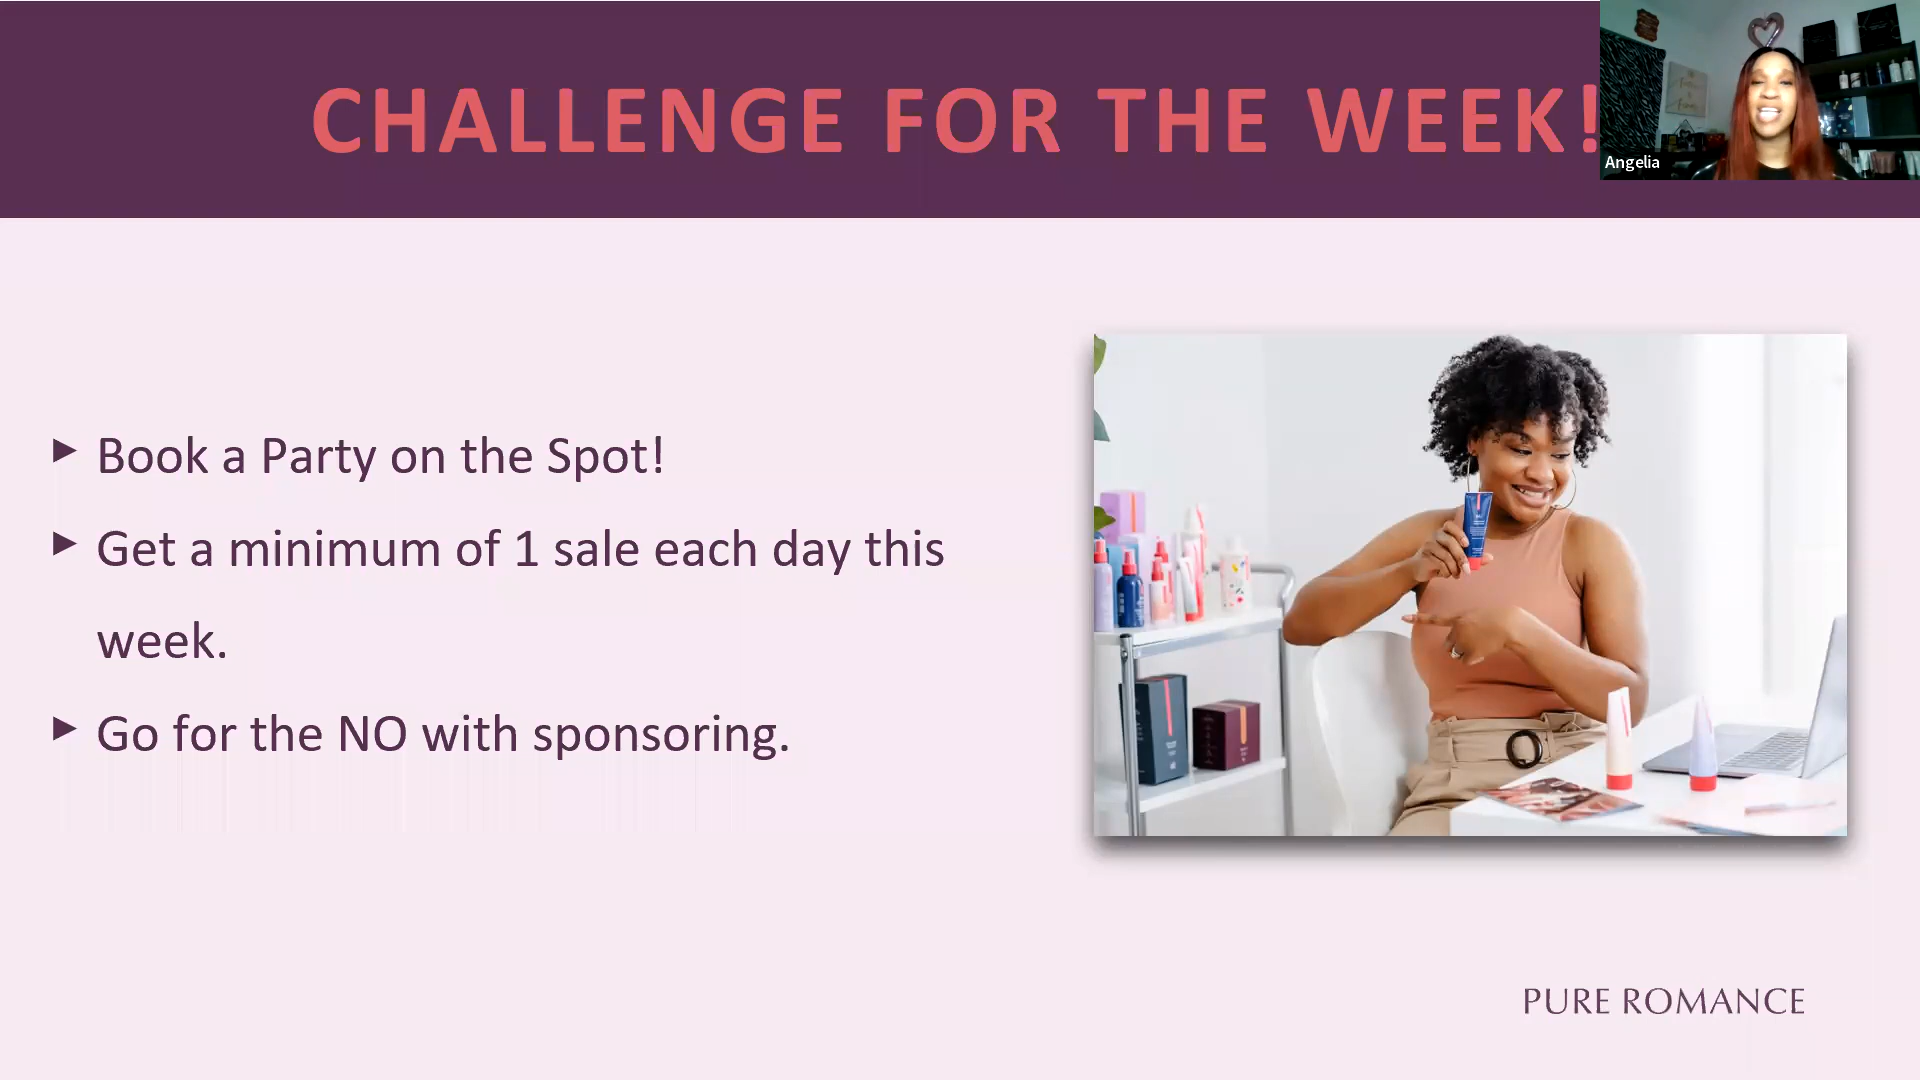 CHALLENGE FOR THE WEEK!
Angelia
▶ Book a Party on the Spot!
▶ Get a minimum of 1 sale each day this
week.
▶ Go for the NO with sponsoring.
PURE ROMANCE